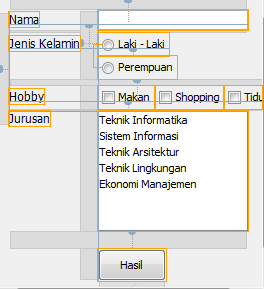 Nama
Jenis Kelamin
Laki - Laki
Perempuan
Hobby
Makan
Shopping
Tidu
Jurusan
Teknik Informatika
Sistem Informasi
Teknik Arsitektur
Teknik Lingkungan
Ekonomi Manajemen
Hasil